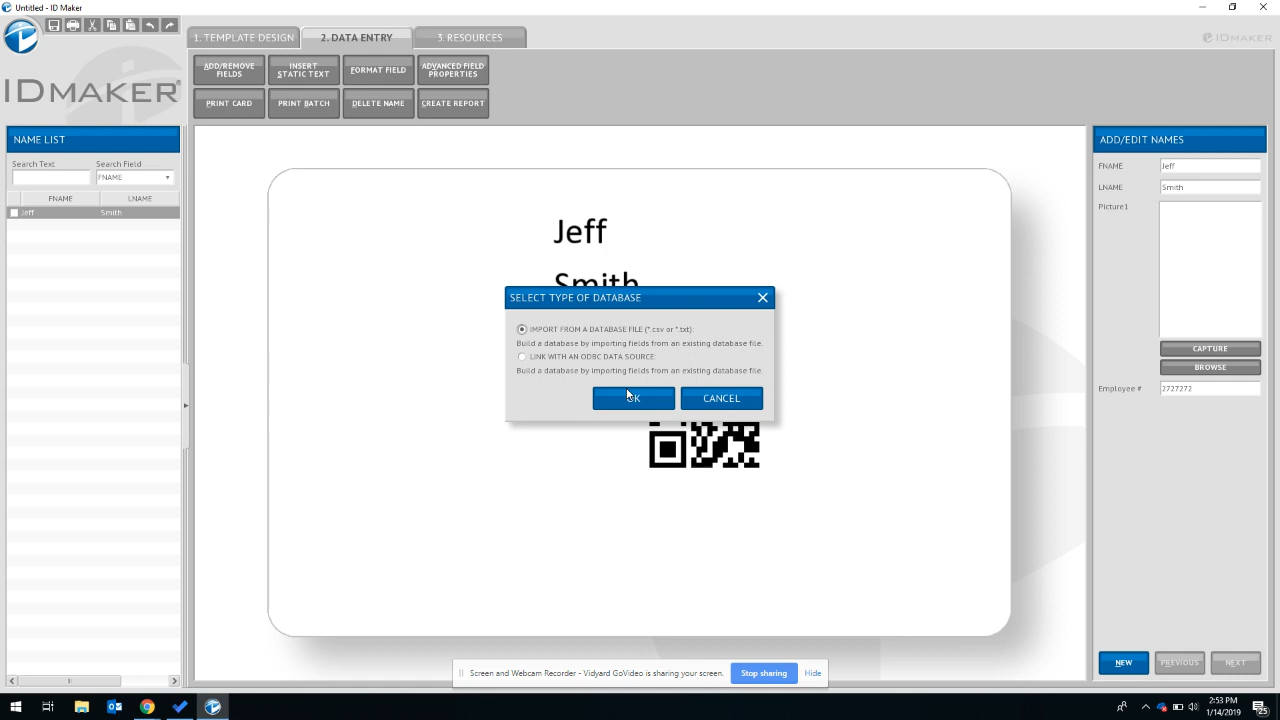 Untitled - ID Maker
1. TEMPLATE DESIGN
2. DATA ENTRY
3. RESOURCES
IDMAKER
IDMAKER®
ADD/REMOVE FIELDS
INSERT STATIC TEXT
FORMAT FIELD
ADVANCED FIELD PROPERTIES
PRINT CARD
PRINT BATCH
DELETE NAME
CREATE REPORT
NAME LIST
Search Text
Search Field
FNAME
FNAME
LNAME
Jeff
Smith
Jeff
Smith
SELECT TYPE OF DATABASE
IMPORT FROM A DATABASE FILE (*.csv or *.txt):
Build a database by importing fields from an existing database file.
LINK WITH AN ODBC DATA SOURCE:
Build a database by importing fields from an existing database file.
OK
CANCEL
ADD/EDIT NAMES
FNAME
Jeff
LNAME
Smith
Picture1
CAPTURE
BROWSE
Employee #
2727272
NEW
PREVIOUS
NEXT
Screen and Webcam Recorder - Vidyard GoVideo is sharing your screen.
Stop sharing
Hide
2:53 PM
1/14/2019
25